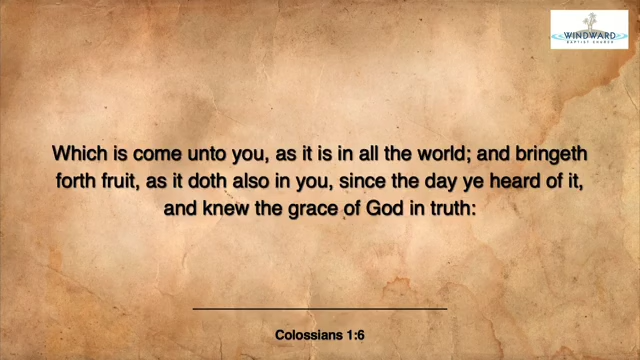 WINDWARD
BAPTIST CHURCH
Which is come unto you, as it is in all the world; and bringeth
forth fruit, as it doth also in you, since the day ye heard of it,
and knew the grace of God in truth:
Colossians 1:6